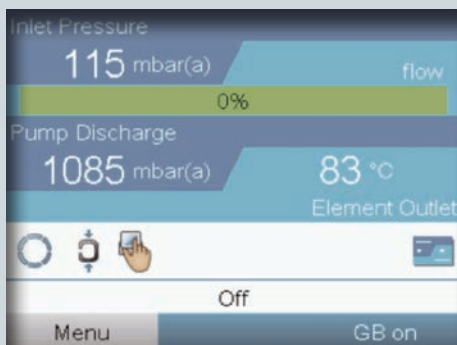 Inlet Pressure
115 mbar(a)
flow
0%
Pump Discharge
1085 mbar(a) 83 °C
Element Outlet
Off
Menu GB on